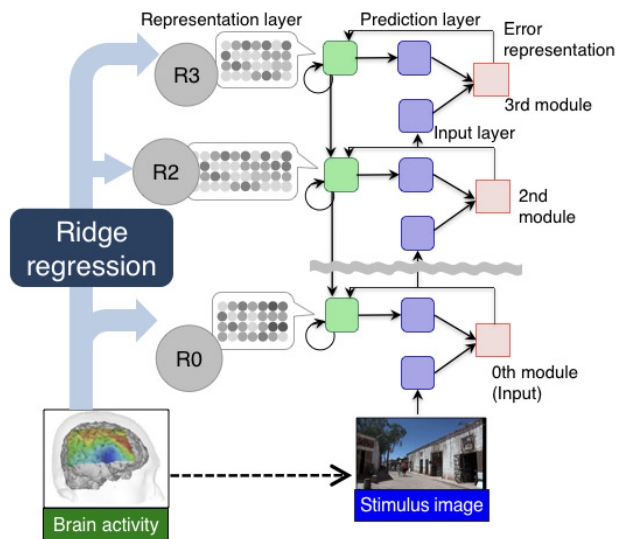 Representation layer
Prediction layer
Error
representation
R3
3rd module
Input layer
R2
2nd
module
Ridge
regression
R0
0th module
(Input)
Brain activity
Stimulus image